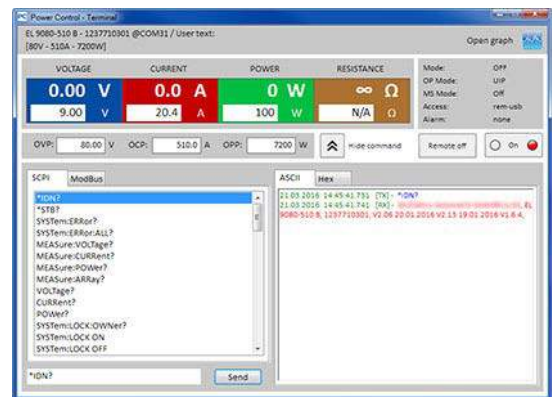 Power Control - Terminal
EL 9080-510 B - 1237710301 @COM31 / User text:
[80V - 510A - 7200W]
Open graph
VOLTAGE CURRENT POWER RESISTANCE
0.00 V 0.0 A 0 W ∞ Ω
9.00 V 20.4 A 100 W N/A Ω
Mode: OFF
OP Mode: UIP
MS Mode: Off
Access: rem-usb
Alarm: none
OVP: 80.00 V OCP: 510.0 A OPP: 7200 W Hide command Remote off On
SCPI ModBus
*IDN?
*STB?
SYSTem:ERRor?
SYSTem:ERRor:ALL?
MEASure:VOLTage?
MEASure:CURRent?
MEASure:POWer?
MEASure:ARRay?
VOLTage?
CURRent?
POWer?
SYSTem:LOCK:OWNer?
SYSTem:LOCK ON
SYSTem:LOCK OFF
*IDN? Send
ASCII Hex
21.03.2016 14:45:41.731 [TX] - *IDN?
21.03.2016 14:45:41.741 [RX] - EL
9080-510 B, 1237710301, V2.06 20.01.2016 V2.13 19.01.2016 V1.6.4,